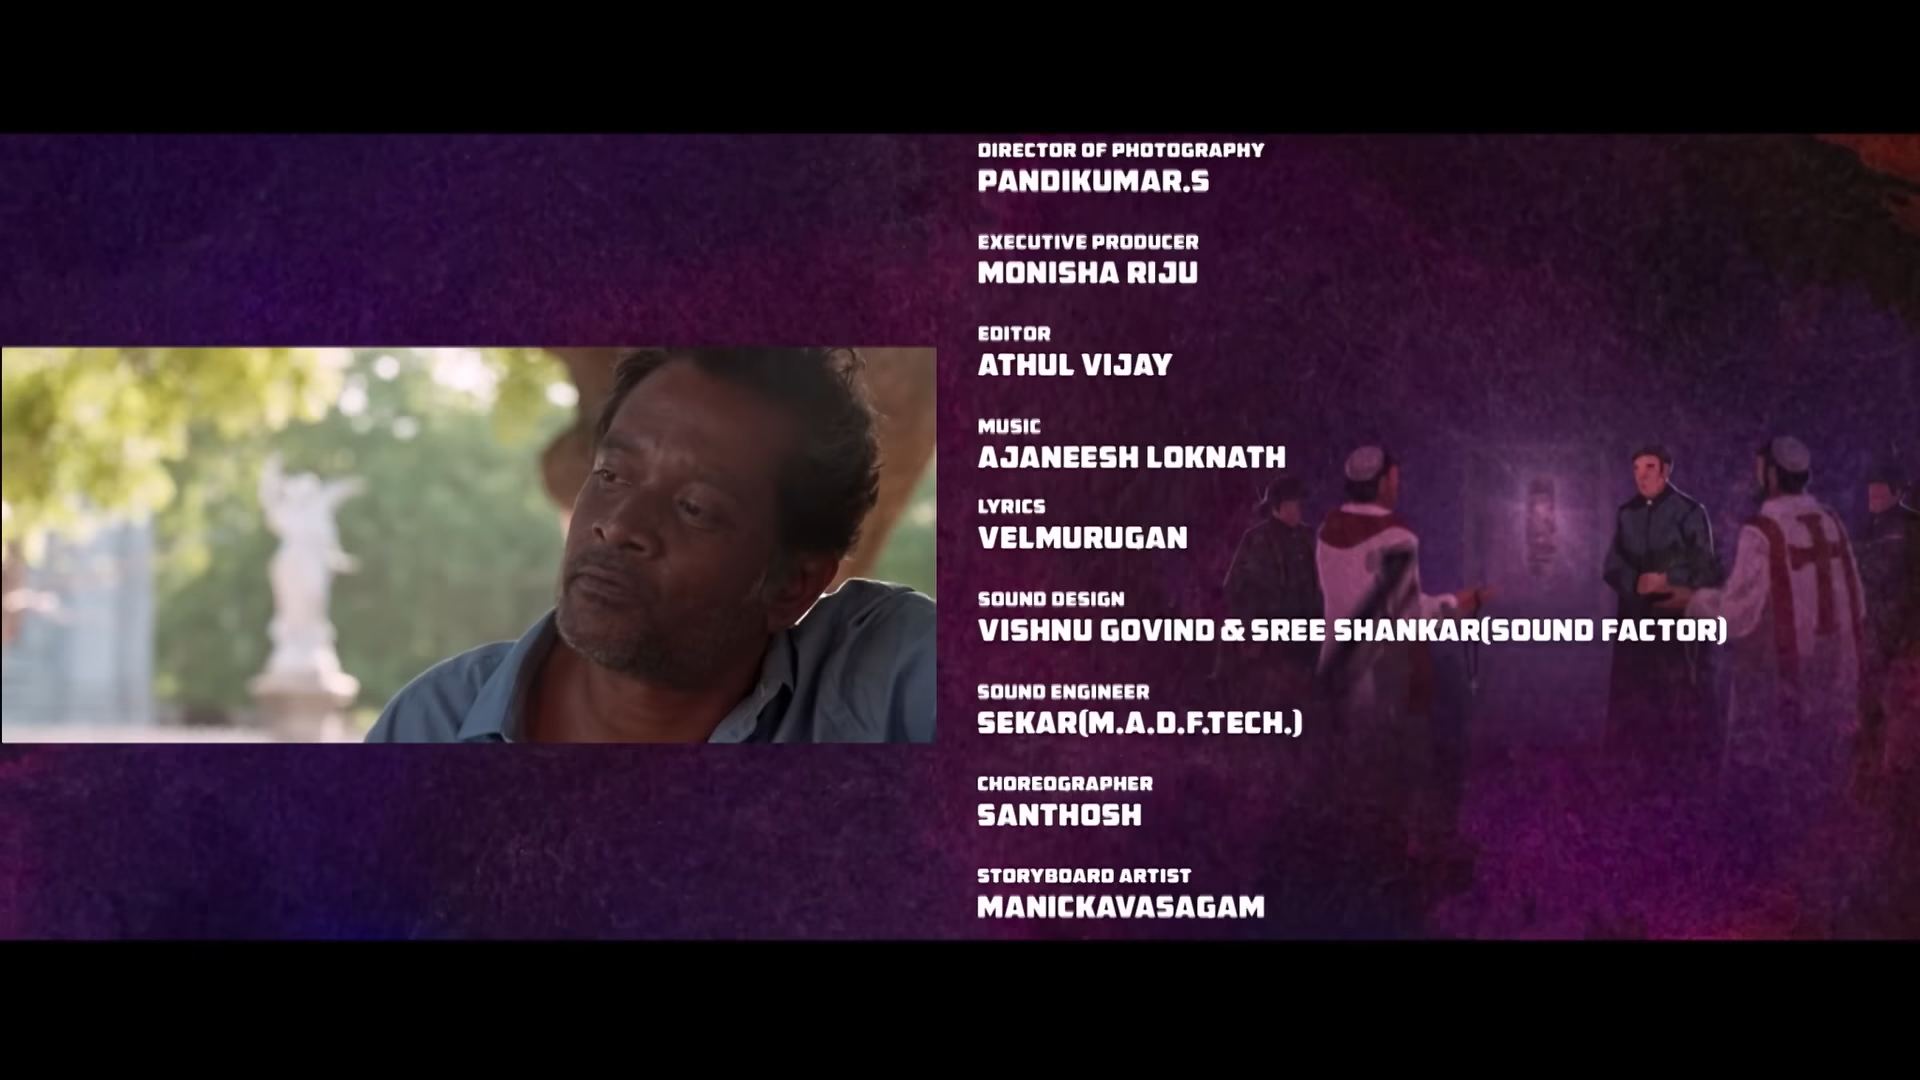 DIRECTOR OF PHOTOGRAPHY
PANDIKUMAR.S
EXECUTIVE PRODUCER
MONISHA RIJU
EDITOR
ATHUL VIJAY
MUSIC
AJANEESH LOKNATH
LYRICS
VELMURUGAN
SOUND DESIGN
VISHNU GOVIND & SREE SHANKAR(SOUND FACTOR)
SOUND ENGINEER
SEKAR(M.A.D.F.TECH.)
CHOREOGRAPHER
SANTHOSH
STORYBOARD ARTIST
MANICKAVASAGAM